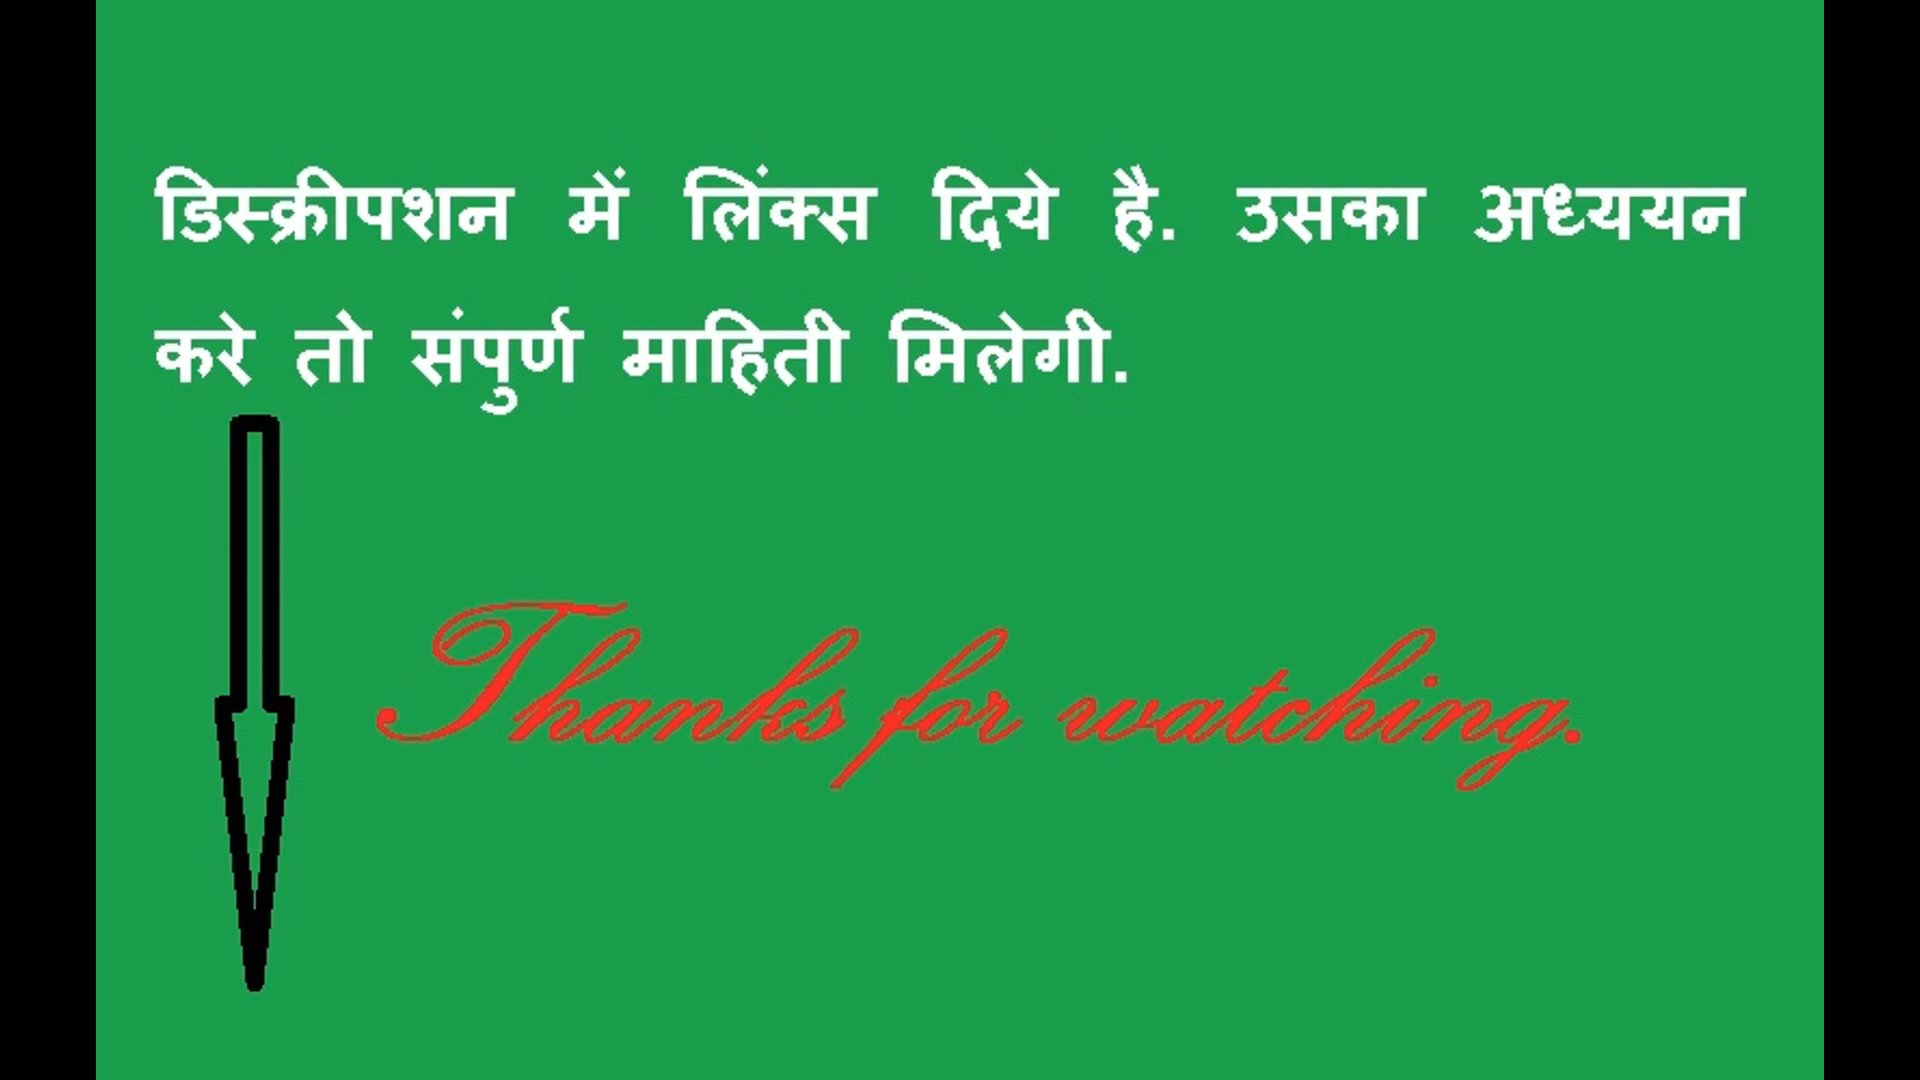 डिस्क्रीपशन में लिंक्स दिये है. उसका अध्ययन
करे तो संपुर्ण माहिती मिलेगी.
Thanks for watching.